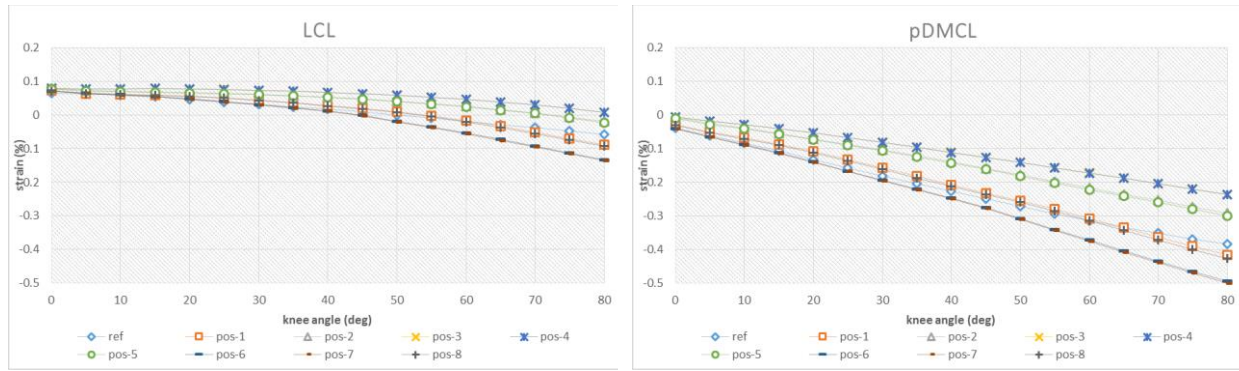 LCL
0.2
0.1
0
-0.1
-0.2
-0.3
-0.4
-0.5
strain (%)
0 10 20 30 40 50 60 70 80
knee angle (deg)
ref pos-1 pos-2 pos-3 pos-4
pos-5 pos-6 pos-7 pos-8
pDMCL
0.2
0.1
0
-0.1
-0.2
-0.3
-0.4
-0.5
strain (%)
0 10 20 30 40 50 60 70 80
knee angle (deg)
ref pos-1 pos-2 pos-3 pos-4
pos-5 pos-6 pos-7 pos-8